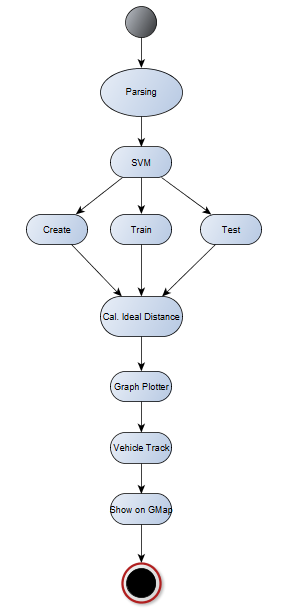 Parsing
SVM
Create
Train
Test
Cal. Ideal Distance
Graph Plotter
Vehicle Track
Show on GMap